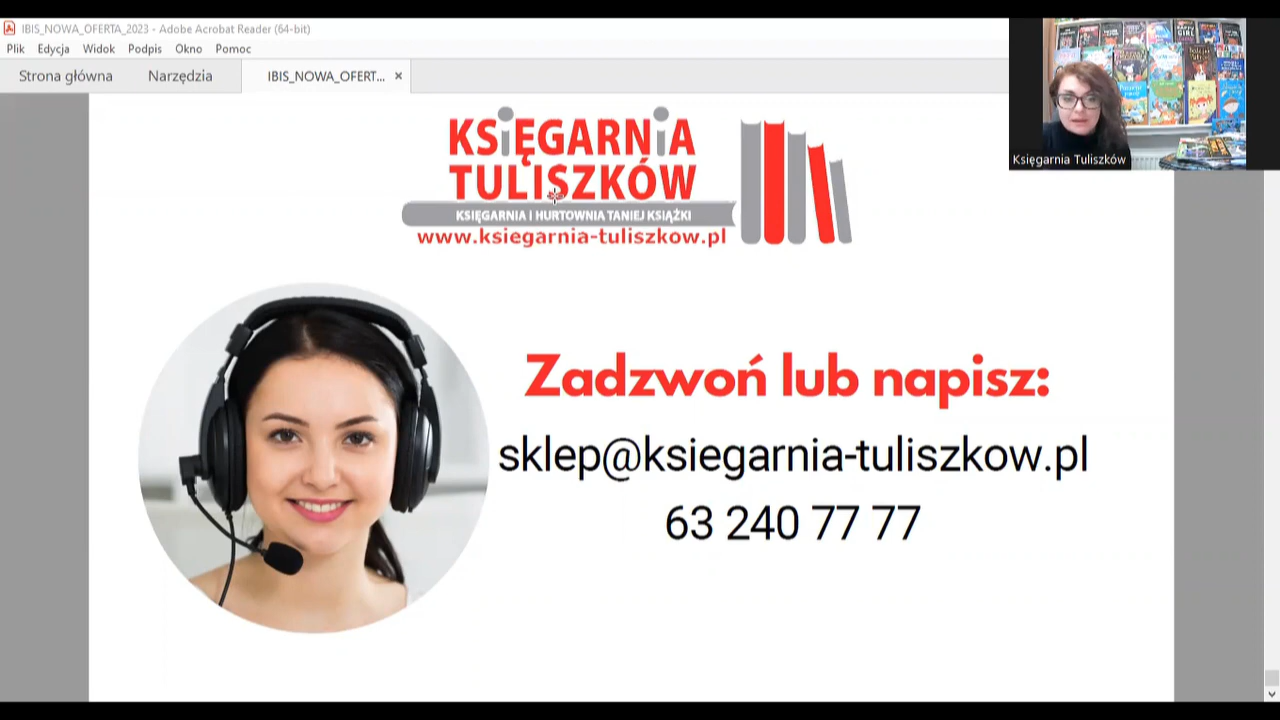 IBIS_NOWA_OFERTA_2023 - Adobe Acrobat Reader (64-bit)
Plik Edycja Widok Podpis Okno Pomoc
Strona główna Narzędzia IBIS_NOWA_OFERT... ×
Księgarnia Tuliszków
KSIĘGARNIA
TULISZKÓW
KSIĘGARNIA I HURTOWNIA TANIEJ KSIĄŻKI
www.ksiegarnia-tuliszkow.pl
Zadzwoń lub napisz:
sklep@ksiegarnia-tuliszkow.pl
63 240 77 77